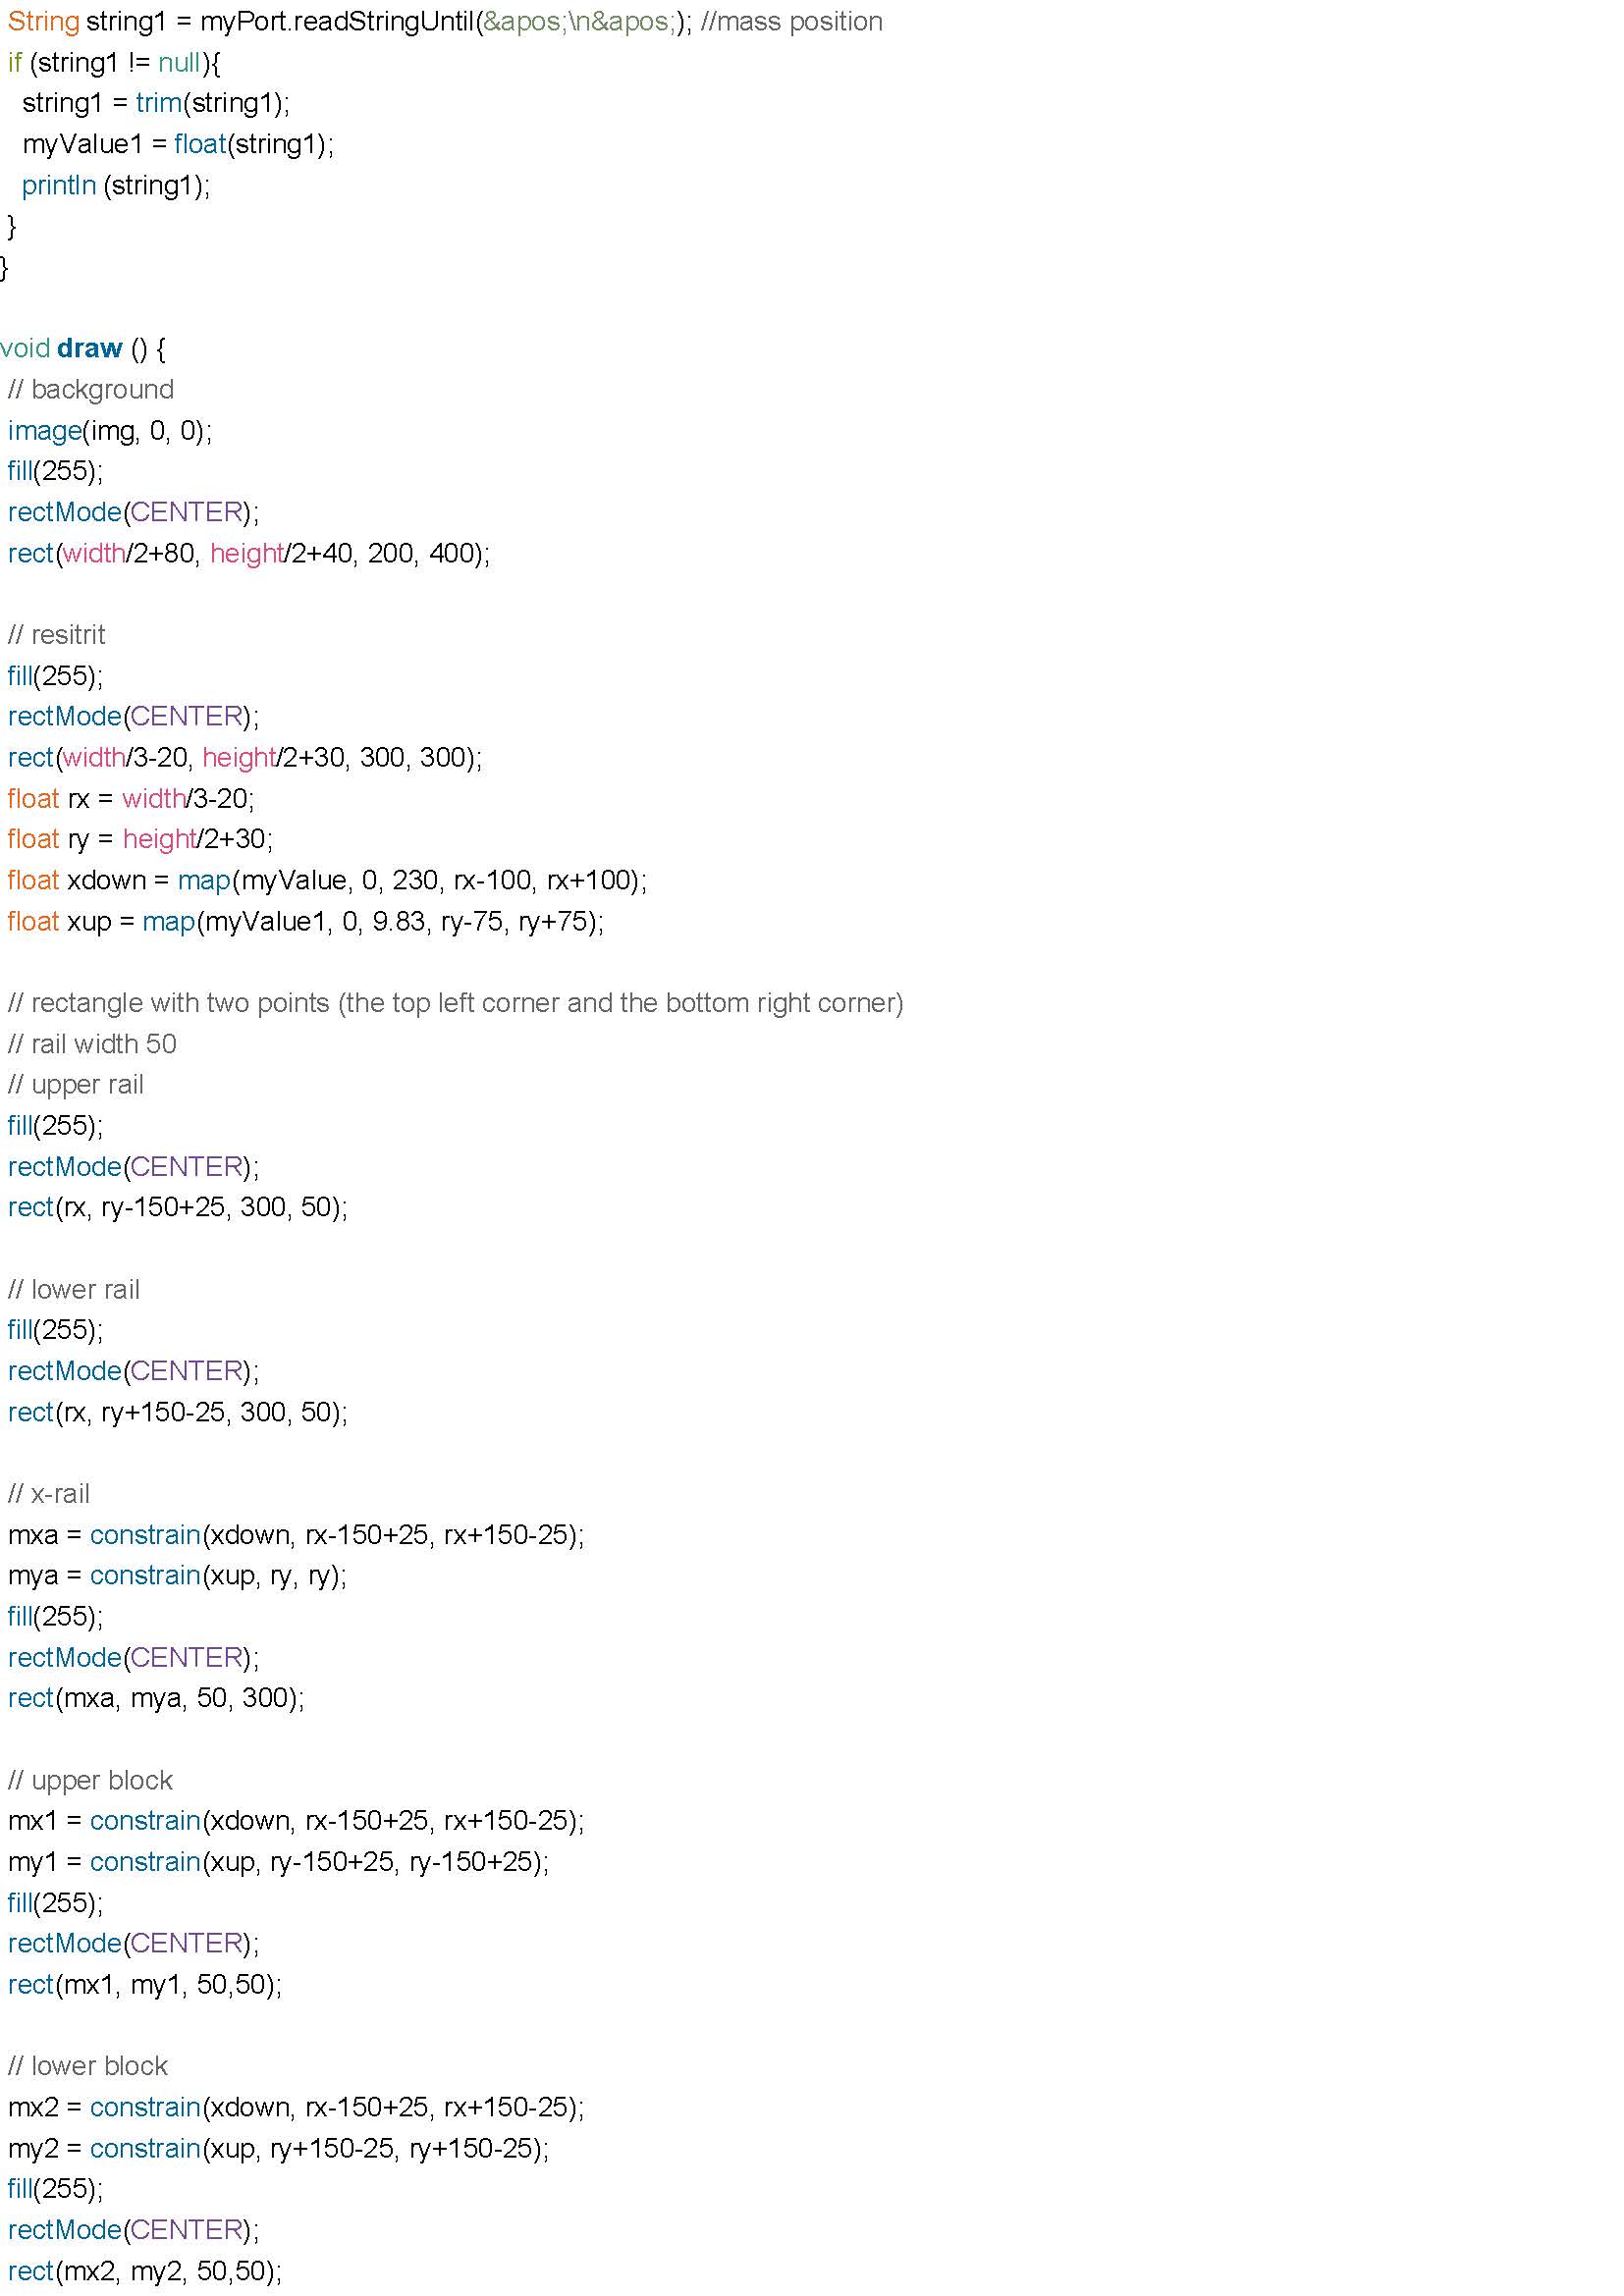 String string1 = myPort.readStringUntil(&apos;\n&apos;); //mass position
if (string1 != null){
string1 = trim(string1);
myValue1 = float(string1);
println (string1);
}
}
void draw () {
// background
image(img, 0, 0);
fill(255);
rectMode(CENTER);
rect(width/2+80, height/2+40, 200, 400);
// resitrit
fill(255);
rectMode(CENTER);
rect(width/3-20, height/2+30, 300, 300);
float rx = width/3-20;
float ry = height/2+30;
float xdown = map(myValue, 0, 230, rx-100, rx+100);
float xup = map(myValue1, 0, 9.83, ry-75, ry+75);
// rectangle with two points (the top left corner and the bottom right corner)
// rail width 50
// upper rail
fill(255);
rectMode(CENTER);
rect(rx, ry-150+25, 300, 50);
// lower rail
fill(255);
rectMode(CENTER);
rect(rx, ry+150-25, 300, 50);
// x-rail
mxa = constrain(xdown, rx-150+25, rx+150-25);
mya = constrain(xup, ry, ry);
fill(255);
rectMode(CENTER);
rect(mxa, mya, 50, 300);
// upper block
mx1 = constrain(xdown, rx-150+25, rx+150-25);
my1 = constrain(xup, ry-150+25, ry-150+25);
fill(255);
rectMode(CENTER);
rect(mx1, my1, 50,50);
// lower block
mx2 = constrain(xdown, rx-150+25, rx+150-25);
my2 = constrain(xup, ry+150-25, ry+150-25);
fill(255);
rectMode(CENTER);
rect(mx2, my2, 50,50);